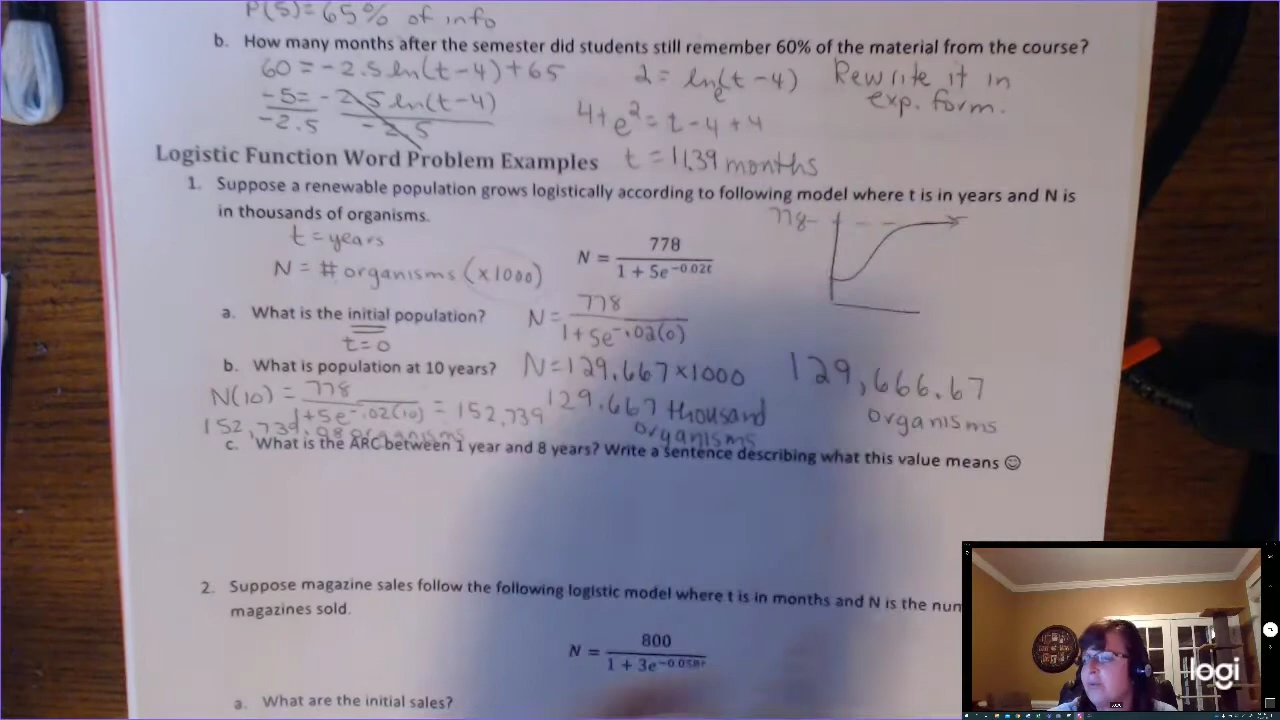 P(5) = 65% of info
b. How many months after the semester did students still remember 60% of the material from the course?
60 = -2.5 ln(t-4) + 65
2 = ln(t-4)
e
Rewrite it in
exp. form.
-5 = -2.5 ln(t-4)
-2.5 -2.5
4+e² = t-4+4
t = 11.39 months
Logistic Function Word Problem Examples
1. Suppose a renewable population grows logistically according to following model where t is in years and N is
in thousands of organisms.
t = years
N = # organisms (x1000)
N = 778
1 + 5e^-0.02t
778-
a. What is the initial population?
t=0
N = 778
1+5e^-.02(0)
b. What is population at 10 years?
N = 129.667 x 1000
129.667 thousand
organisms
129,666.67
organisms
N(10) = 778
1+5e^-.02(10) = 152,739
152,739.08 organisms
c. What is the ARC between 1 year and 8 years? Write a sentence describing what this value means ☺
2. Suppose magazine sales follow the following logistic model where t is in months and N is the num
magazines sold.
N = 800
1 + 3e
a. What are the initial sales?
logi